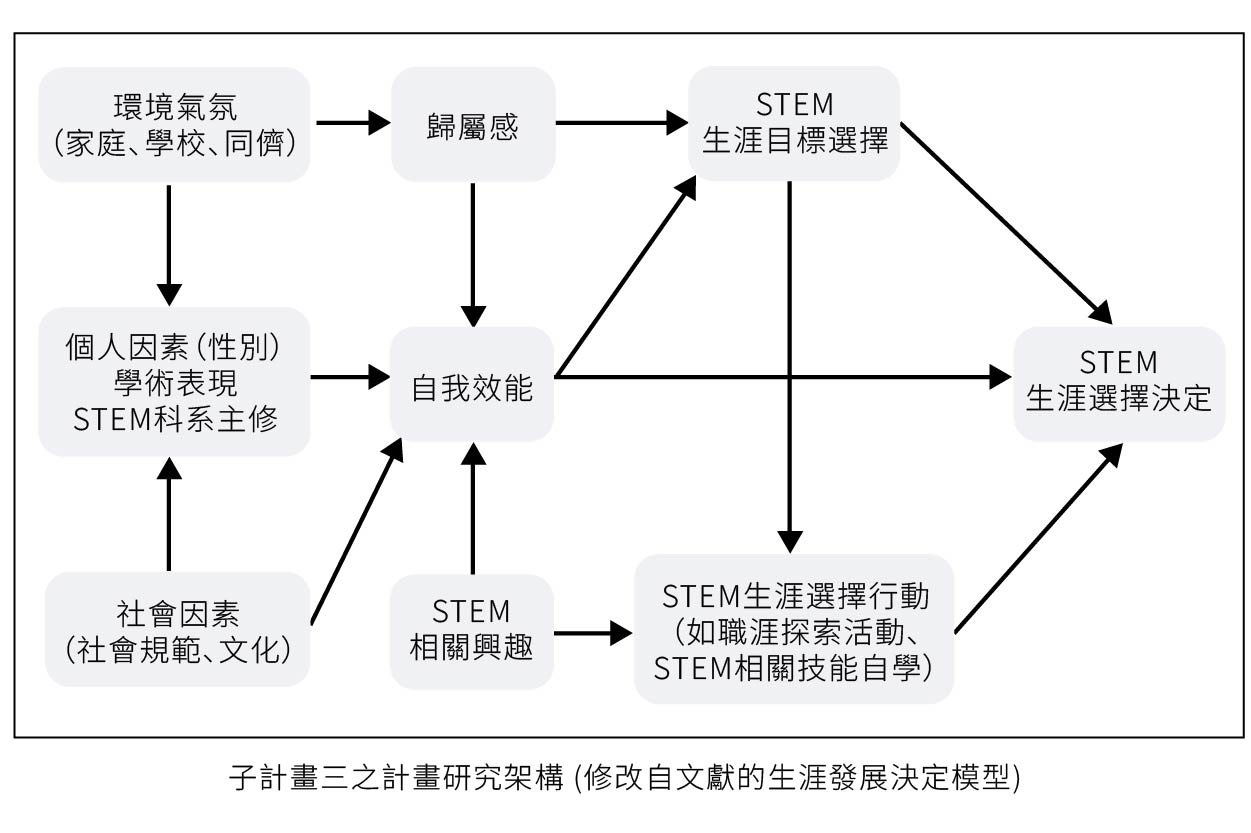 環境氣氛
（家庭、學校、同儕）
歸屬感
STEM
生涯目標選擇
個人因素（性別）
學術表現
STEM科系主修
自我效能
STEM
生涯選擇決定
社會因素
（社會規範、文化）
STEM
相關興趣
STEM生涯選擇行動
（如職涯探索活動、
STEM相關技能自學）
子計畫三之計畫研究架構 (修改自文獻的生涯發展決定模型)